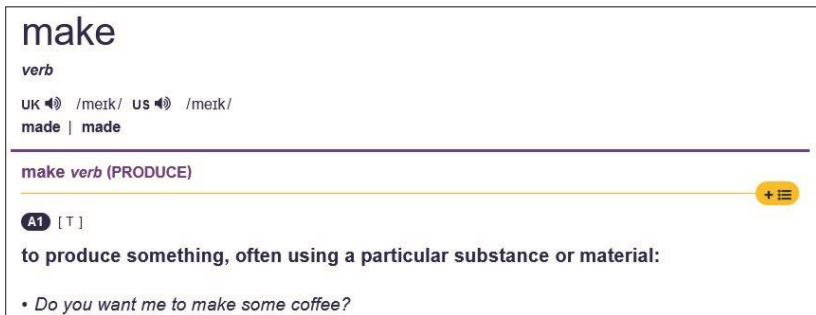 make
verb
UK /meɪk/ US /meɪk/
made | made
make verb (PRODUCE)
+
A1 [ T ]
to produce something, often using a particular substance or material:
• Do you want me to make some coffee?